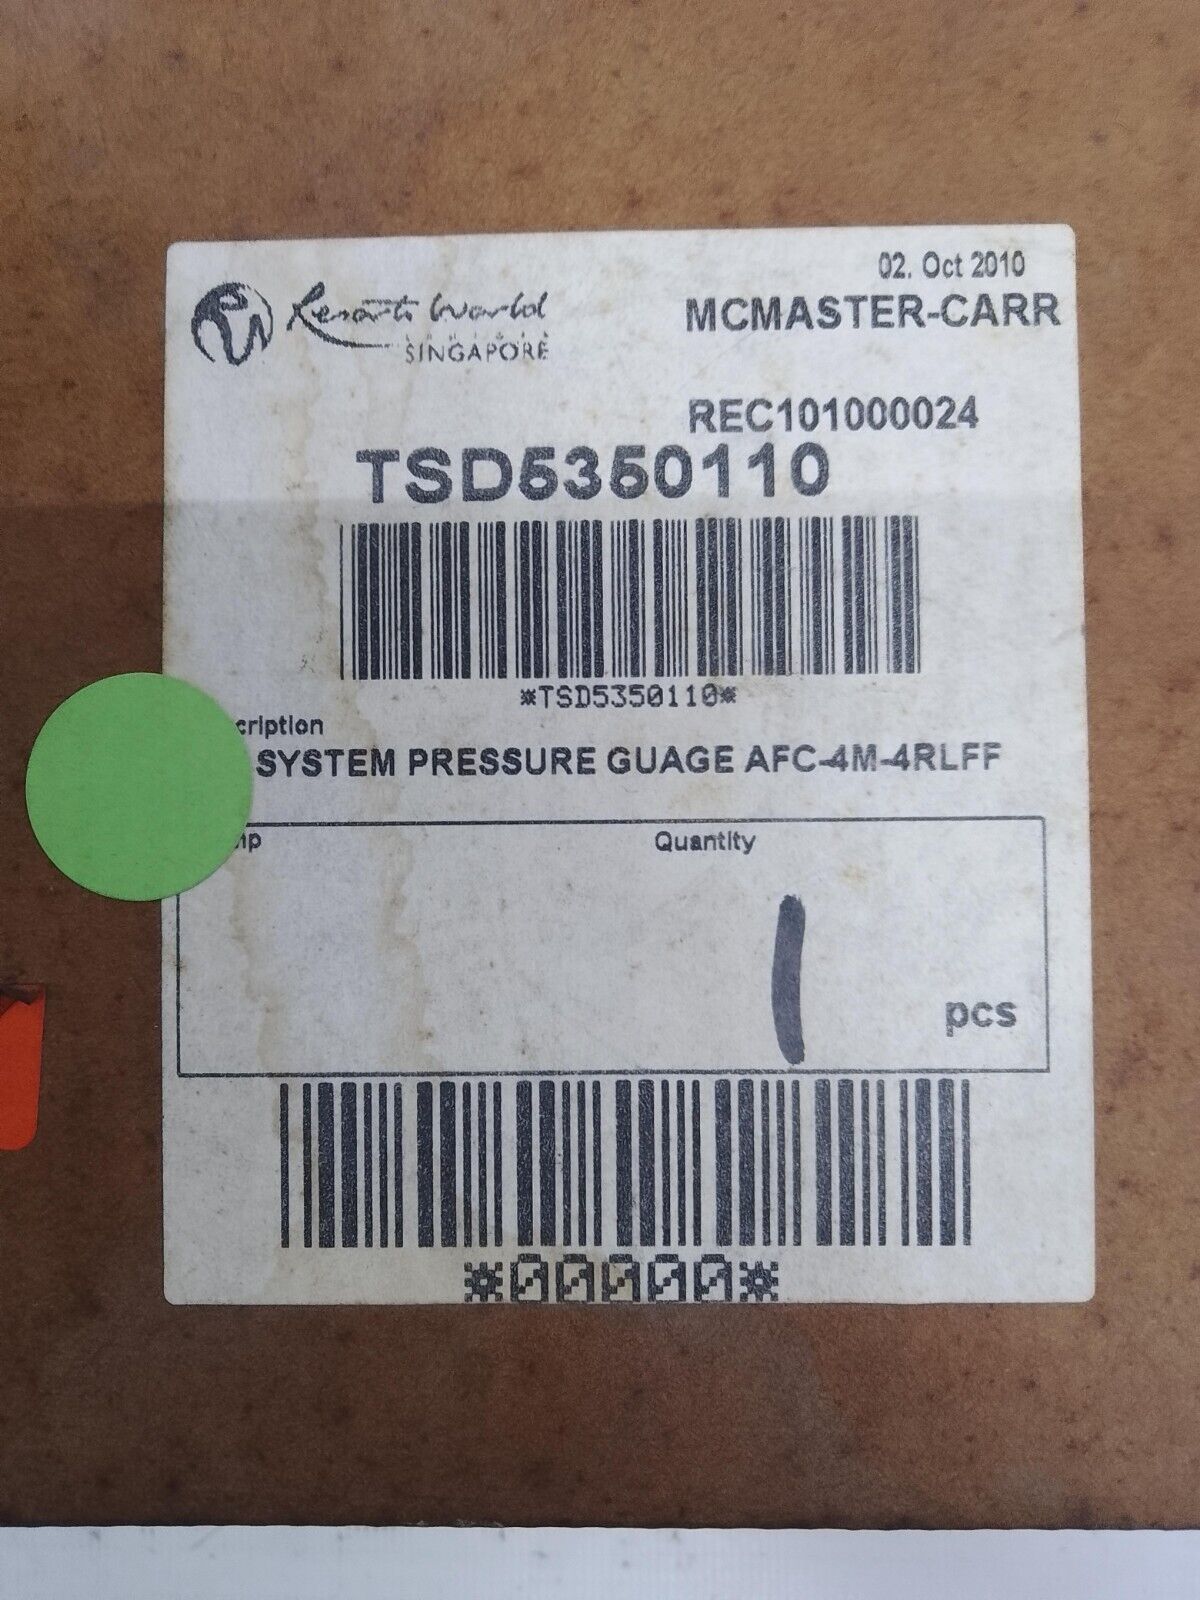 02. Oct 2010
Resorts World
SINGAPORE
MCMASTER-CARR
REC101000024
TSD5350110
*TSD5350110*
cription
SYSTEM PRESSURE GUAGE AFC-4M-4RLFF
Quantity
1
pcs
*00000*